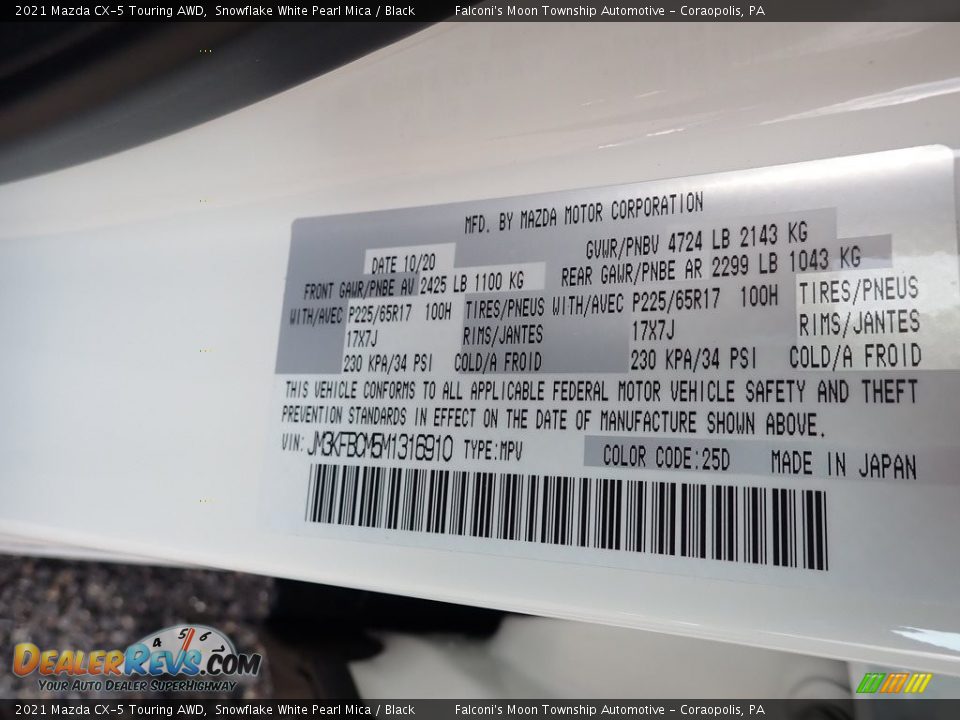 2021 Mazda CX-5 Touring AWD, Snowflake White Pearl Mica / Black Falconi's Moon Township Automotive - Coraopolis, PA
MFD. BY MAZDA MOTOR CORPORATION
DATE 10/20 GVWR/PNBV 4724 LB 2143 KG
FRONT GAWR/PNBE AV 2425 LB 1100 KG REAR GAWR/PNBE AR 2299 LB 1043 KG
WITH/AVEC P225/65R17 100H TIRES/PNEUS WITH/AVEC P225/65R17 100H TIRES/PNEUS
17X7J RIMS/JANTES 17X7J RIMS/JANTES
230 KPA/34 PSI COLD/A FROID 230 KPA/34 PSI COLD/A FROID
THIS VEHICLE CONFORMS TO ALL APPLICABLE FEDERAL MOTOR VEHICLE SAFETY AND THEFT
PREVENTION STANDARDS IN EFFECT ON THE DATE OF MANUFACTURE SHOWN ABOVE.
VIN: JM3KFBCM5M1316910 TYPE:MPV COLOR CODE:25D MADE IN JAPAN
4 5 6 7
DealerRevs.com
Your Auto Dealer SuperHighway
2021 Mazda CX-5 Touring AWD, Snowflake White Pearl Mica / Black Falconi's Moon Township Automotive - Coraopolis, PA